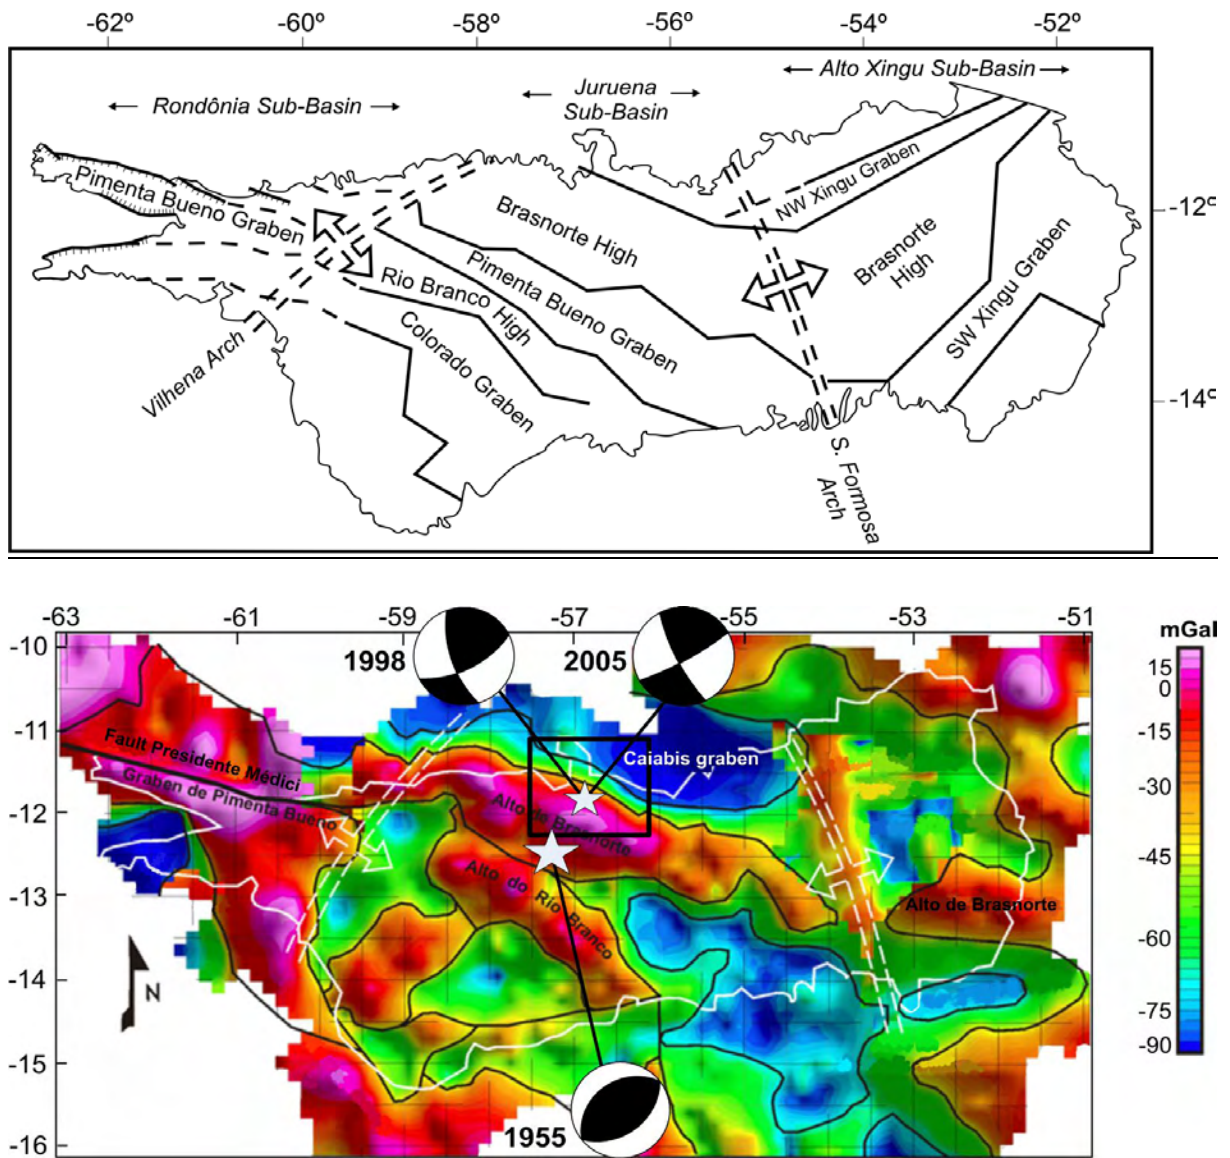 -62º -60º -58º -56º -54º -52º
Alto Xingu Sub-Basin
Rondônia Sub-Basin
Juruena
Sub-Basin
-12º
-14º
Pimenta Bueno Graben
Brasnorte High
NW Xingu Graben
Brasnorte
High
SW Xingu Graben
Rio Branco
High
Pimenta Bueno Graben
Colorado Graben
Vilhena Arch
S. Formosa
Arch
-63 -61 -59 -57 -55 -53 -51
mGal
-10
-11
-12
-13
-14
-15
-16
1998
2005
15
0
-15
-30
-45
-60
-75
-90
Fault Presidente Médici
Graben de Pimenta Bueno
Caiabis graben
Alto de Brasnorte
Alto do Rio Branco
Alto de Brasnorte
N
1955